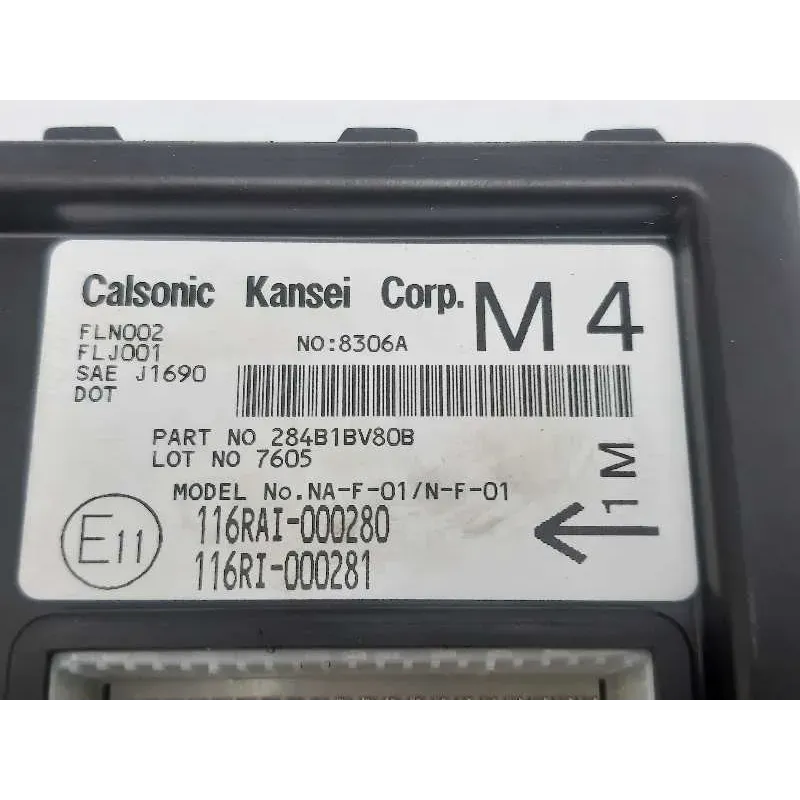 Calsonic Kansei Corp. M4
FLN002
FLJ001 NO:8306A
SAE J1690
DOT
PART NO 284B1BV80B
LOT NO 7605
1M
MODEL No.NA-F-01/N-F-01
E11 116RAI-000280
116RI-000281